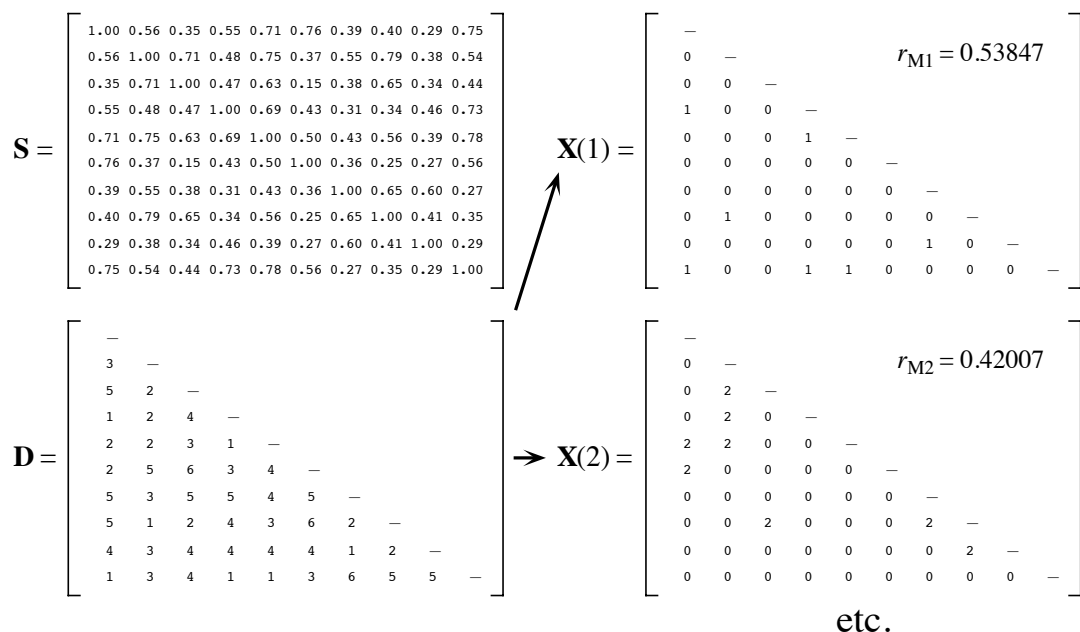 S =
1.00 0.56 0.35 0.55 0.71 0.76 0.39 0.40 0.29 0.75
0.56 1.00 0.71 0.48 0.75 0.37 0.55 0.79 0.38 0.54
0.35 0.71 1.00 0.47 0.63 0.15 0.38 0.65 0.34 0.44
0.55 0.48 0.47 1.00 0.69 0.43 0.31 0.34 0.46 0.73
0.71 0.75 0.63 0.69 1.00 0.50 0.43 0.56 0.39 0.78
0.76 0.37 0.15 0.43 0.50 1.00 0.36 0.25 0.27 0.56
0.39 0.55 0.38 0.31 0.43 0.36 1.00 0.65 0.60 0.27
0.40 0.79 0.65 0.34 0.56 0.25 0.65 1.00 0.41 0.35
0.29 0.38 0.34 0.46 0.39 0.27 0.60 0.41 1.00 0.29
0.75 0.54 0.44 0.73 0.78 0.56 0.27 0.35 0.29 1.00
X(1) =
rM1 = 0.53847
—
0 —
0 0 —
1 0 0 —
0 0 0 1 —
0 0 0 0 0 —
0 0 0 0 0 0 —
0 1 0 0 0 0 0 —
0 0 0 0 0 0 1 0 —
1 0 0 1 1 0 0 0 0 —
D =
—
3 —
5 2 —
1 2 4 —
2 2 3 1 —
2 5 6 3 4 —
5 3 5 5 4 5 —
5 1 2 4 3 6 2 —
4 3 4 4 4 4 1 2 —
1 3 4 1 1 3 6 5 5 —
X(2) =
rM2 = 0.42007
—
0 —
0 2 —
0 2 0 —
2 2 0 0 —
2 0 0 0 0 —
0 0 0 0 0 0 —
0 0 2 0 0 0 2 —
0 0 0 0 0 0 0 2 —
0 0 0 0 0 0 0 0 0 —
etc.